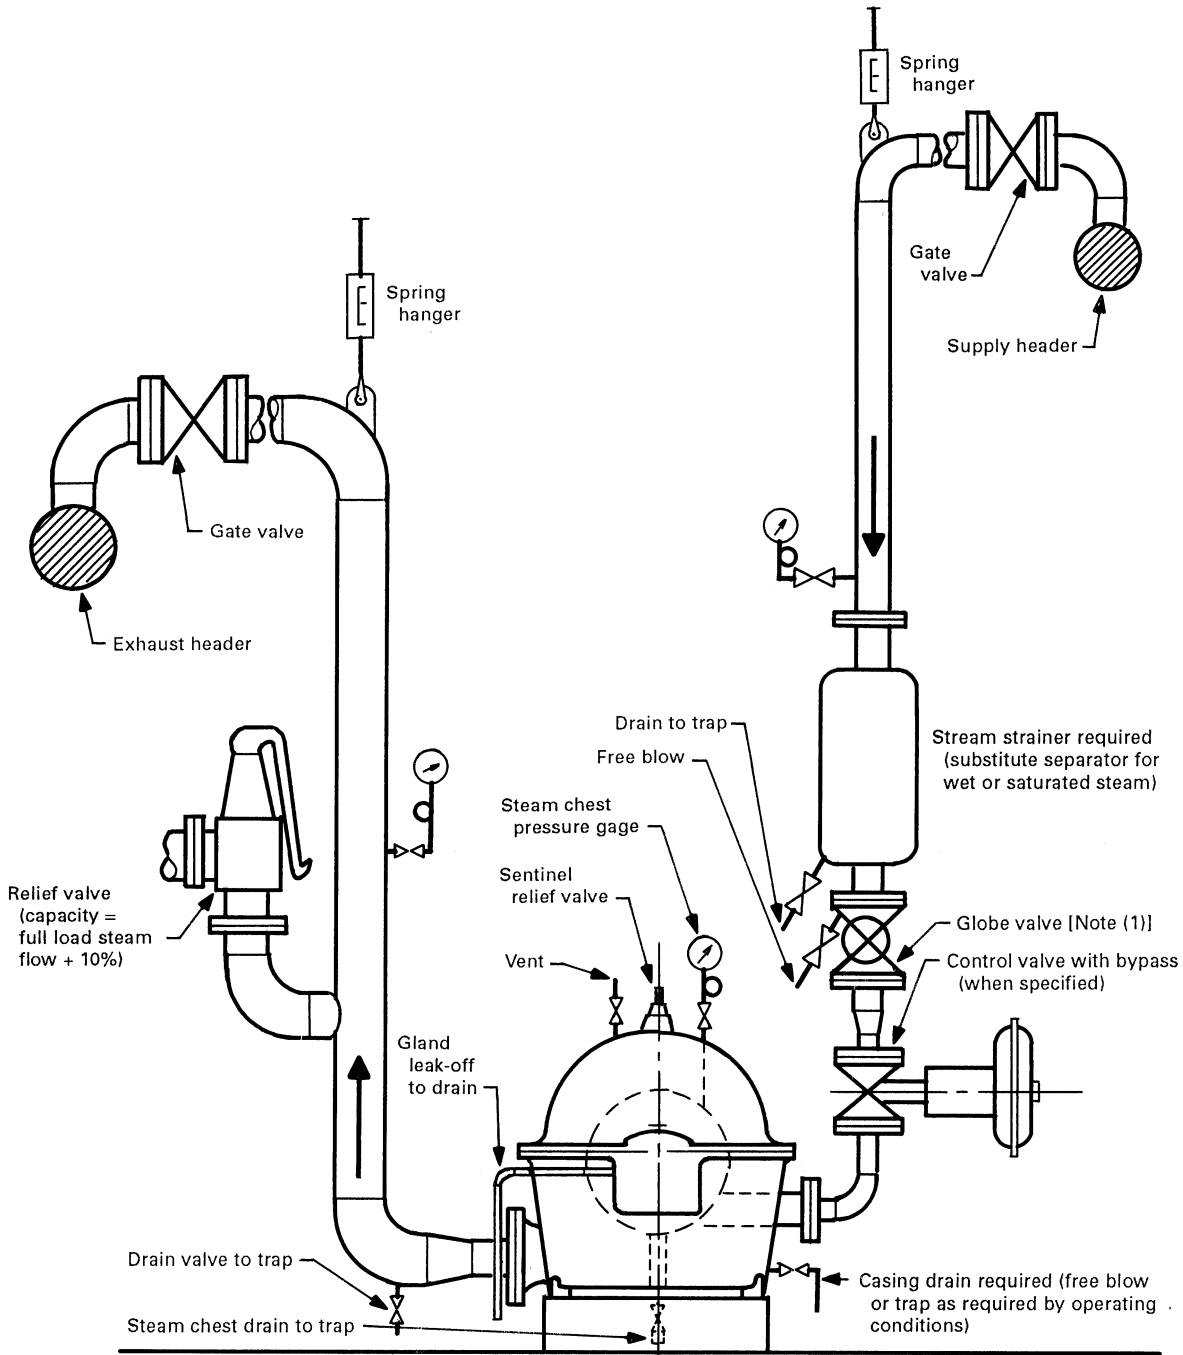 Spring
hanger
Gate
valve
Supply header
Spring
hanger
Gate valve
Exhaust header
Drain to trap
Free blow
Stream strainer required
(substitute separator for
wet or saturated steam)
Steam chest
pressure gage
Sentinel
relief valve
Relief valve
(capacity =
full load steam
flow + 10%)
Globe valve [Note (1)]
Vent
Control valve with bypass
(when specified)
Gland
leak-off
to drain
Drain valve to trap
Casing drain required (free blow
or trap as required by operating
conditions)
Steam chest drain to trap